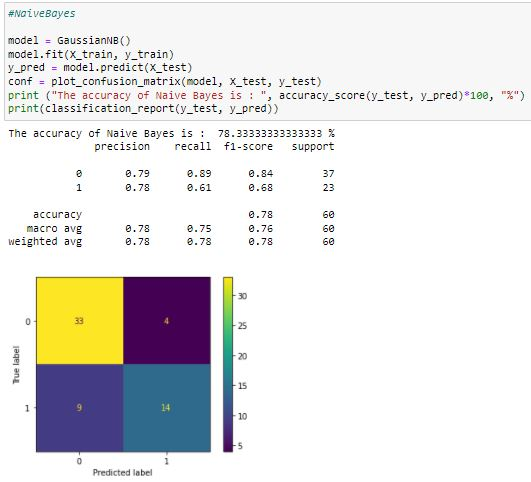 #NaiveBayes
model = GaussianNB()
model.fit(X_train, y_train)
y_pred = model.predict(X_test)
conf = plot_confusion_matrix(model, X_test, y_test)
print ("The accuracy of Naive Bayes is : ", accuracy_score(y_test, y_pred)*100, "%")
print(classification_report(y_test, y_pred))
The accuracy of Naive Bayes is :  78.33333333333333 %
precision    recall  f1-score   support
0       0.79      0.89      0.84        37
1       0.78      0.61      0.68        23
accuracy                           0.78        60
macro avg       0.78      0.75      0.76        60
weighted avg       0.78      0.78      0.78        60
30
0 33 4
25
20
True label
15
1 9 14
10
5
0 1
Predicted label